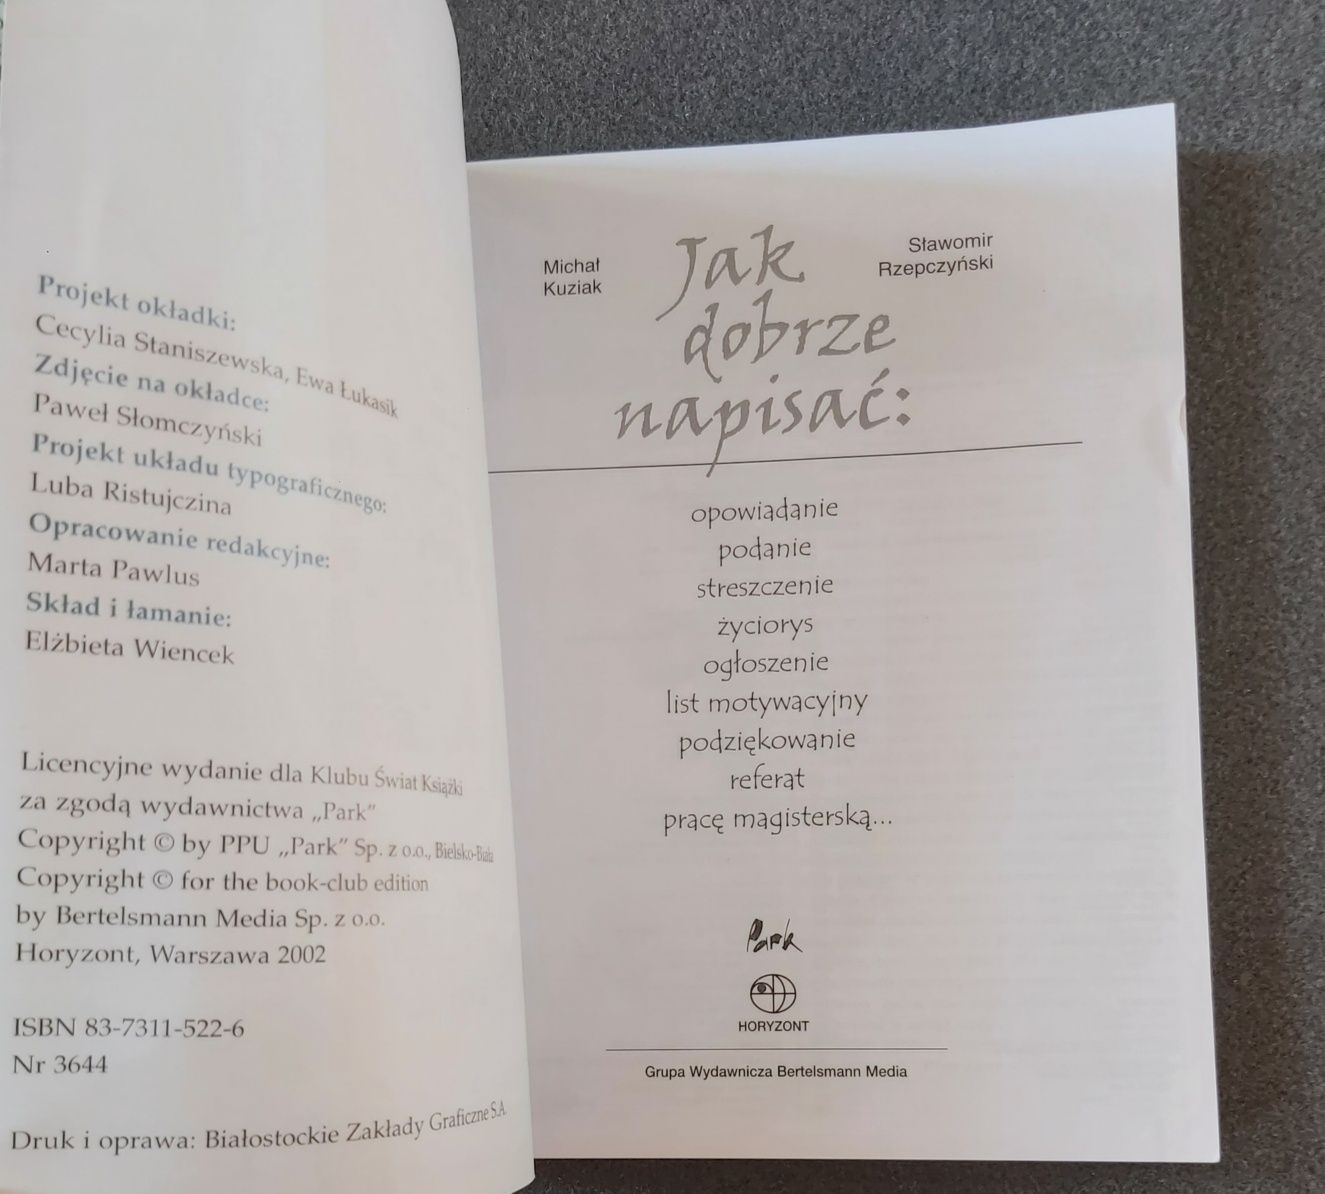 Projekt okładki:
Cecylia Staniszewska, Ewa Łukasik
Zdjęcie na okładce:
Paweł Słomczyński
Projekt układu typograficznego:
Luba Ristujczina
Opracowanie redakcyjne:
Marta Pawlus
Skład i łamanie:
Elżbieta Wiencek
Licencyjne wydanie dla Klubu Świat Książki
za zgodą wydawnictwa „Park”
Copyright © by PPU „Park” Sp. z o.o., Bielsko-Biała
Copyright © for the book-club edition
by Bertelsmann Media Sp. z o.o.
Horyzont, Warszawa 2002
ISBN 83-7311-522-6
Nr 3644
Druk i oprawa: Białostockie Zakłady Graficzne S.A.
Michał
Kuziak
Sławomir
Rzepczyński
Jak
dobrze
napisać:
opowiadanie
podanie
streszczenie
życiorys
ogłoszenie
list motywacyjny
podziękowanie
referat
pracę magisterską...
Park
HORYZONT
Grupa Wydawnicza Bertelsmann Media